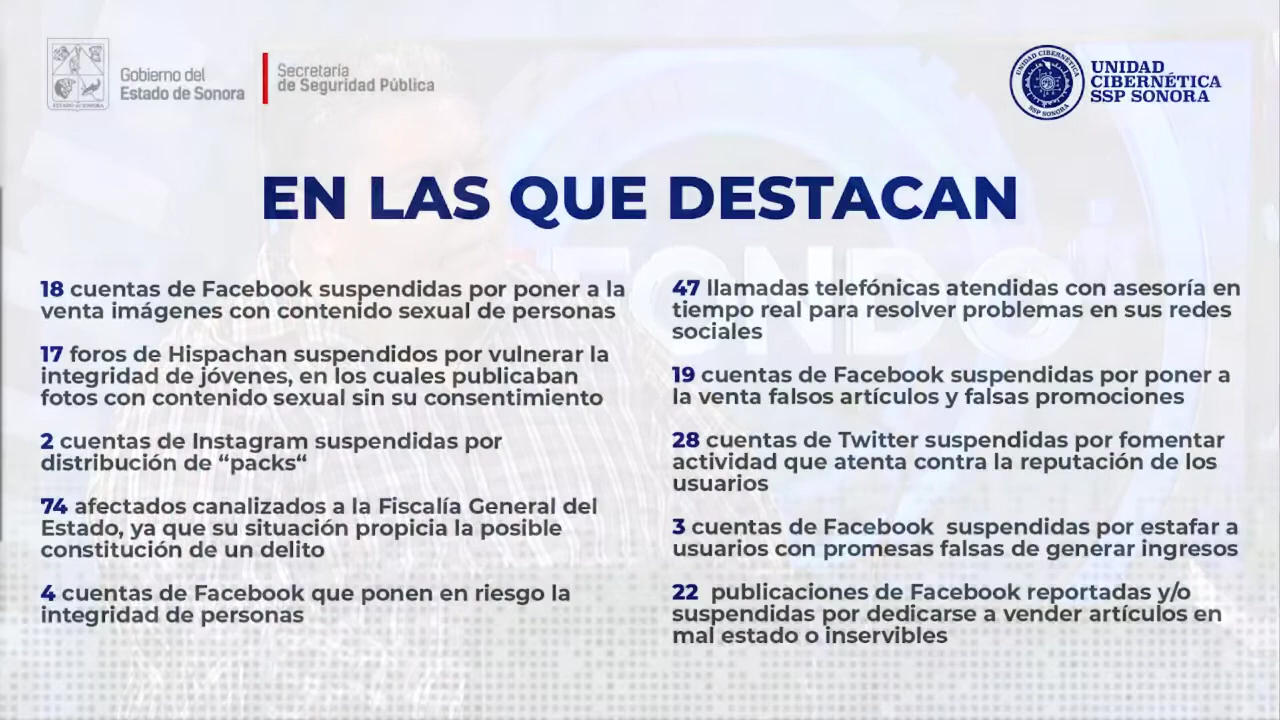 Gobierno del
Estado de Sonora
Secretaría
de Seguridad Pública
ESTADO DE SONORA
UNIDAD CIBERNÉTICA
SSP SONORA
UNIDAD
CIBERNÉTICA
SSP SONORA
EN LAS QUE DESTACAN
FONDO
18 cuentas de Facebook suspendidas por poner a la
venta imágenes con contenido sexual de personas
17 foros de Hispachan suspendidos por vulnerar la
integridad de jóvenes, en los cuales publicaban
fotos con contenido sexual sin su consentimiento
2 cuentas de Instagram suspendidas por
distribución de “packs“
74 afectados canalizados a la Fiscalía General del
Estado, ya que su situación propicia la posible
constitución de un delito
4 cuentas de Facebook que ponen en riesgo la
integridad de personas
47 llamadas telefónicas atendidas con asesoría en
tiempo real para resolver problemas en sus redes
sociales
19 cuentas de Facebook suspendidas por poner a
la venta falsos artículos y falsas promociones
28 cuentas de Twitter suspendidas por fomentar
actividad que atenta contra la reputación de los
usuarios
3 cuentas de Facebook  suspendidas por estafar a
usuarios con promesas falsas de generar ingresos
22  publicaciones de Facebook reportadas y/o
suspendidas por dedicarse a vender artículos en
mal estado o inservibles